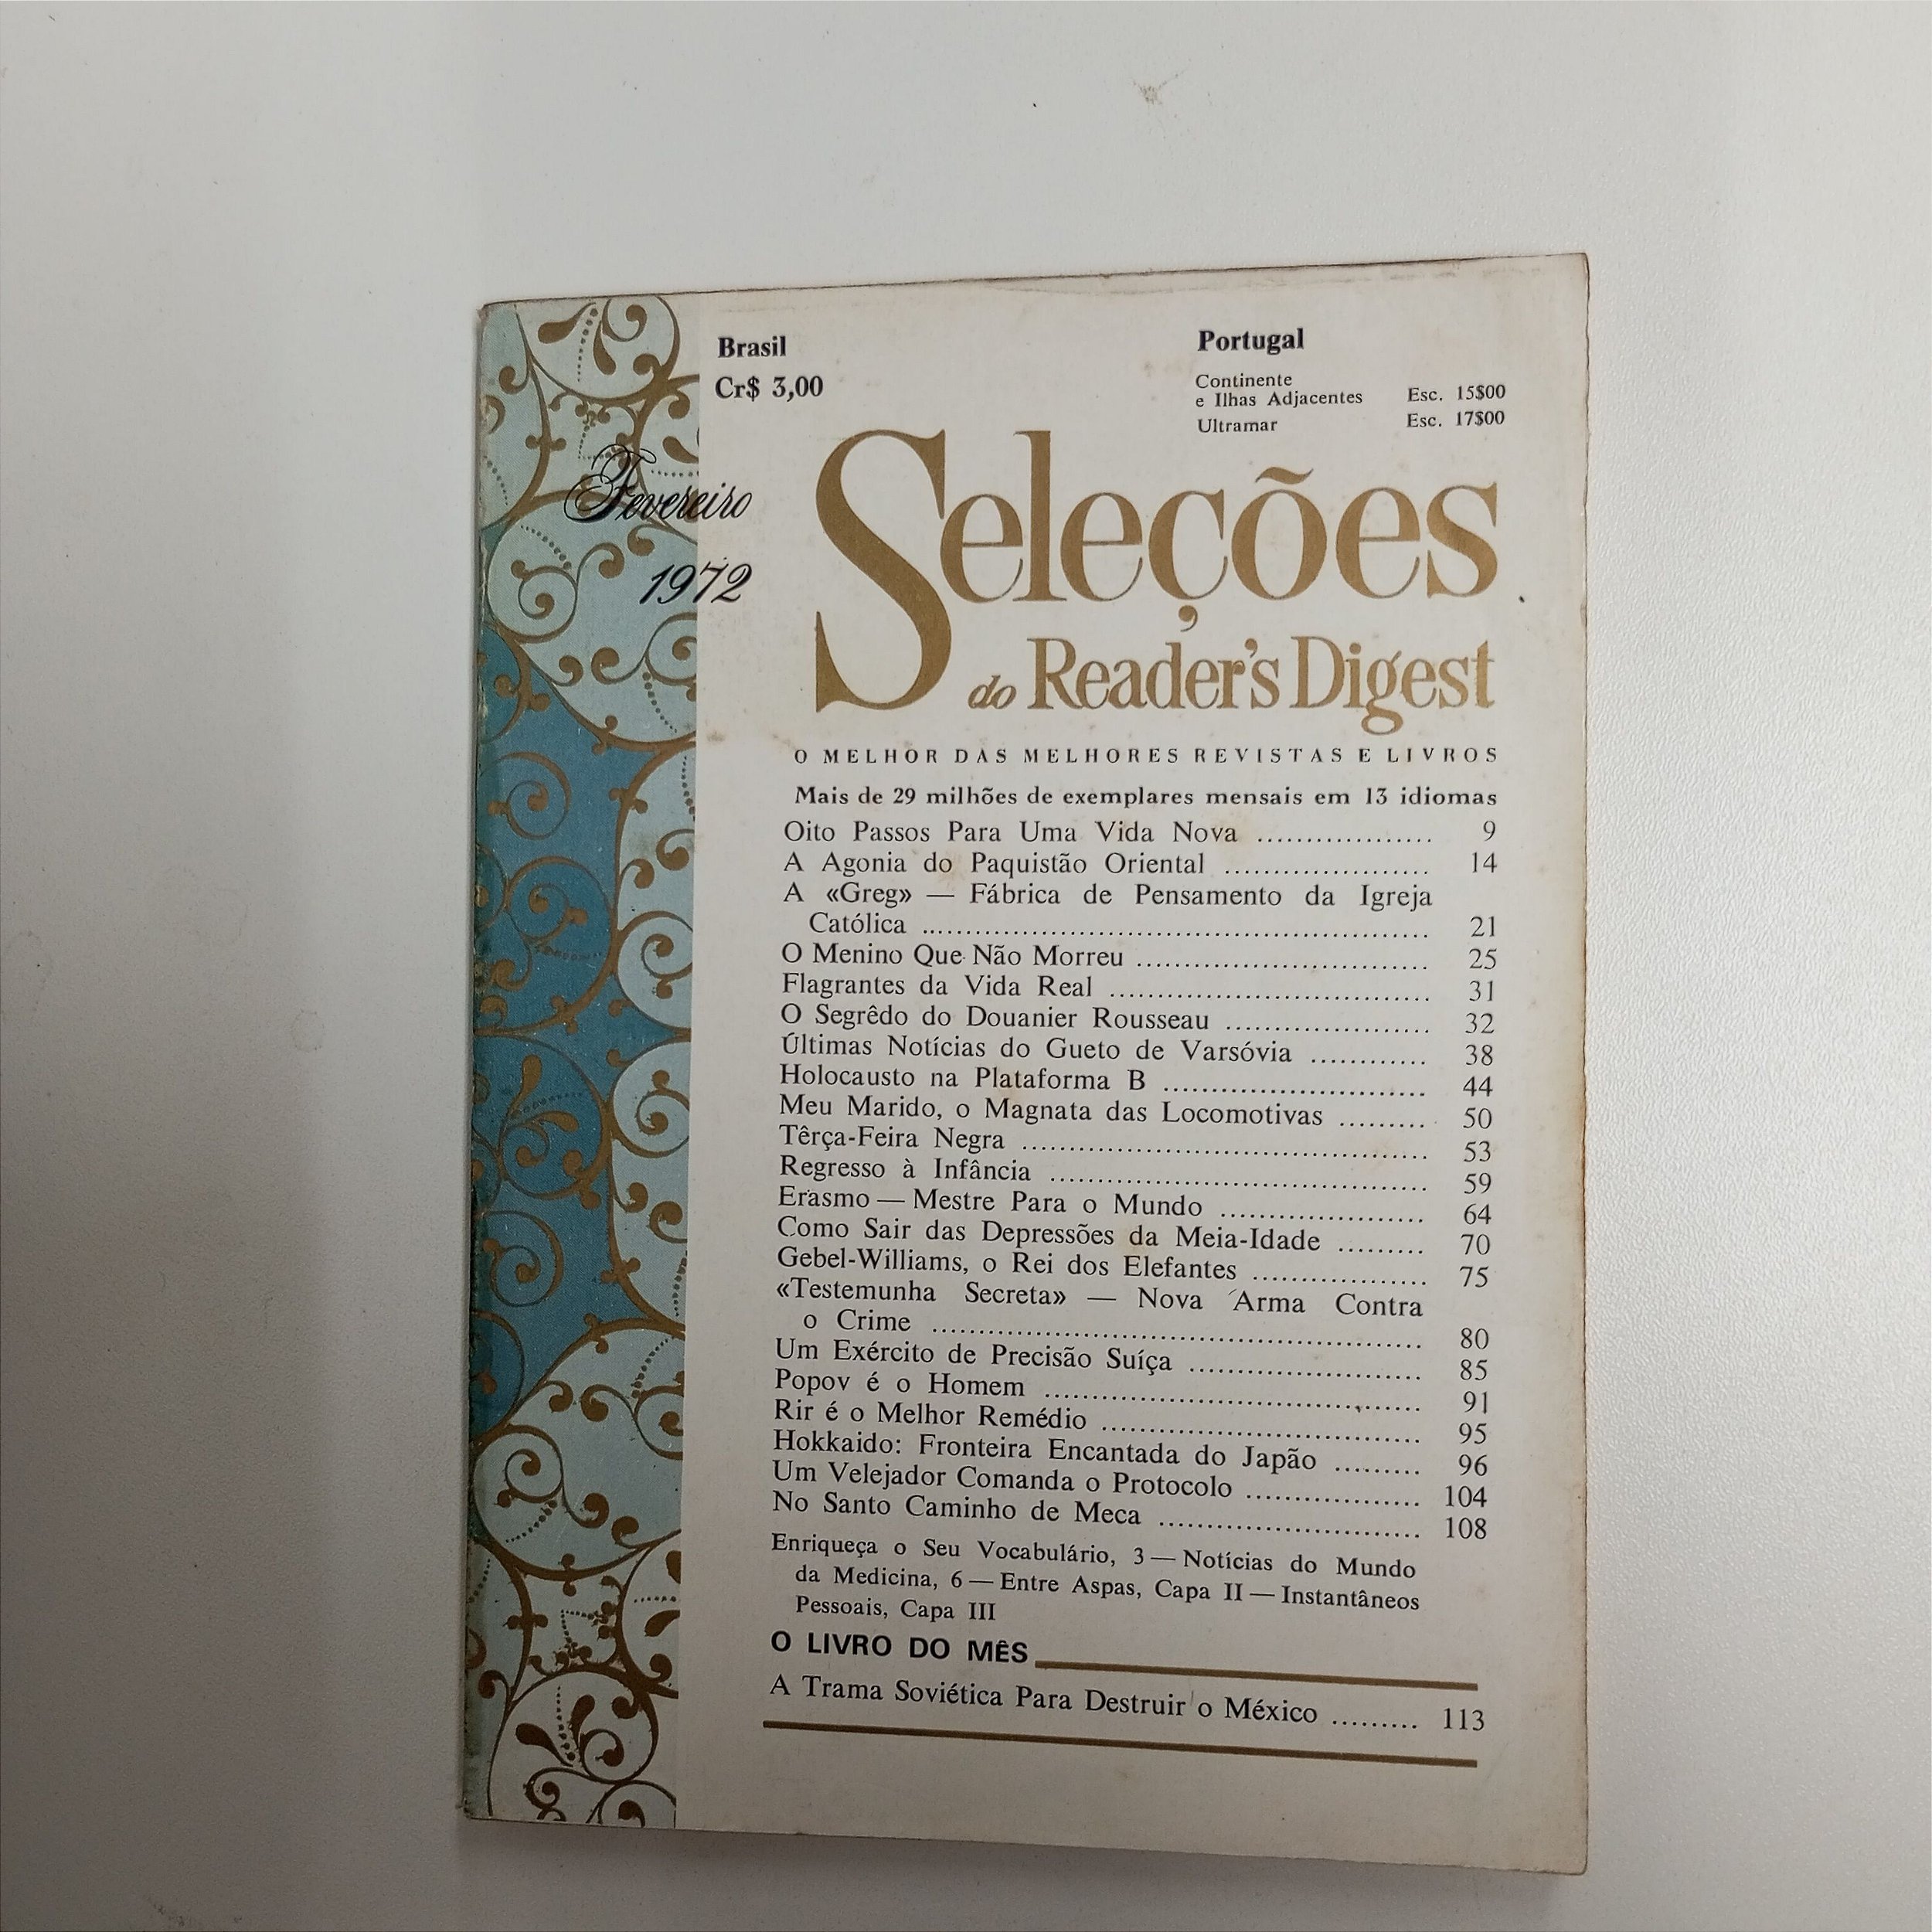 Brasil
Cr$ 3,00
Portugal
Continente
e Ilhas Adjacentes Esc. 15$00
Ultramar Esc. 17$00
Fevereiro
1972
Seleções
do Reader's Digest
O MELHOR DAS MELHORES REVISTAS E LIVROS
Mais de 29 milhões de exemplares mensais em 13 idiomas
Oito Passos Para Uma Vida Nova .................. 9
A Agonia do Paquistão Oriental ..................... 14
A «Greg» — Fábrica de Pensamento da Igreja
Católica .................................................... 21
O Menino Que Não Morreu .............................. 25
Flagrantes da Vida Real ................................. 31
O Segrêdo do Douanier Rousseau ..................... 32
Últimas Notícias do Gueto de Varsóvia ............ 38
Holocausto na Plataforma B ........................... 44
Meu Marido, o Magnata das Locomotivas ......... 50
Têrça-Feira Negra .......................................... 53
Regresso à Infância ....................................... 59
Erasmo — Mestre Para o Mundo ..................... 64
Como Sair das Depressões da Meia-Idade ......... 70
Gebel-Williams, o Rei dos Elefantes .................. 75
«Testemunha Secreta» — Nova Arma Contra
o Crime ................................................... 80
Um Exército de Precisão Suíça ........................ 85
Popov é o Homem ....................................... 91
Rir é o Melhor Remédio ................................. 95
Hokkaido: Fronteira Encantada do Japão ......... 96
Um Velejador Comanda o Protocolo .................. 104
No Santo Caminho de Meca ........................... 108
Enriqueça o Seu Vocabulário, 3 — Notícias do Mundo
da Medicina, 6 — Entre Aspas, Capa II — Instantâneos
Pessoais, Capa III
O LIVRO DO MÊS
A Trama Soviética Para Destruir o México ......... 113